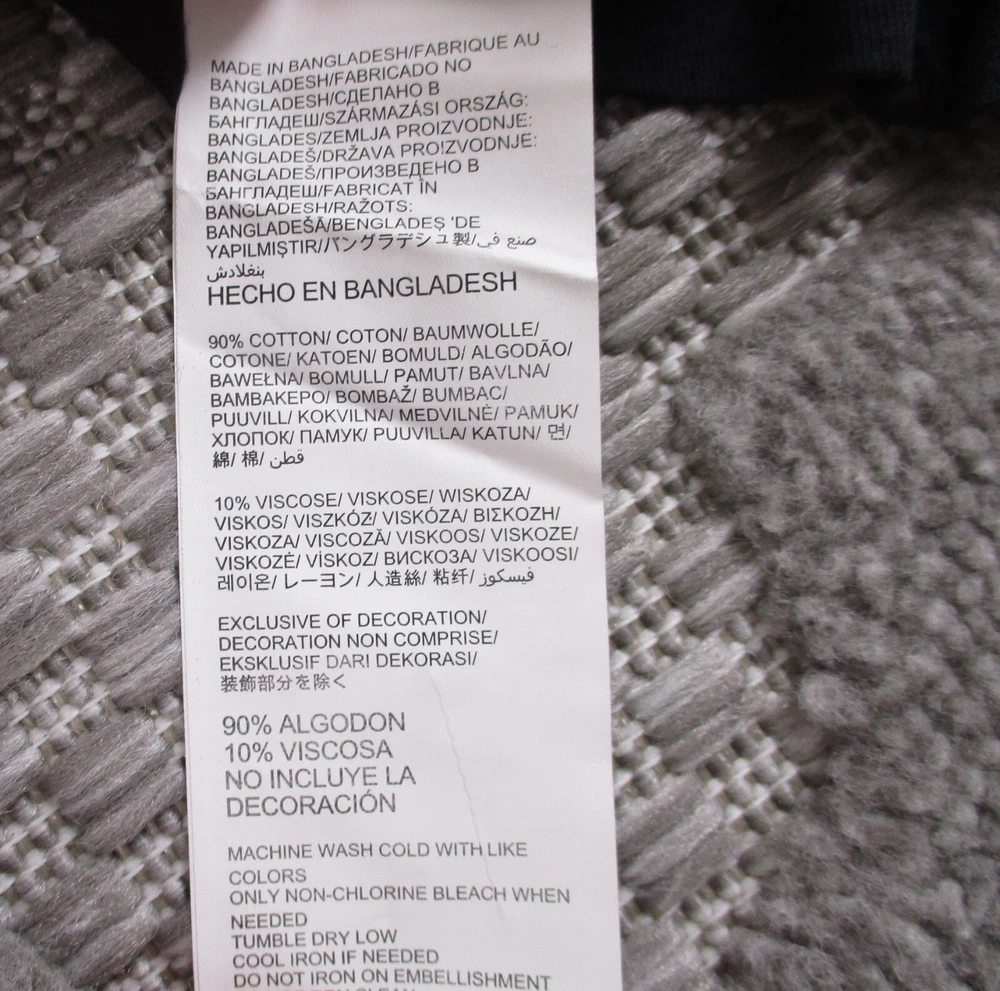 MADE IN BANGLADESH/FABRIQUE AU
BANGLADESH/FABRICADO NO
BANGLADESH/СДЕЛАНО В
БАНГЛАДЕШ/SZÁRMAZÁSI ORSZÁG:
BANGLADES/ZEMLJA PROIZVODNJE:
BANGLADEŠ/DRŽAVA PROIZVODNJE:
BANGLADEŠ/ПРОИЗВЕДЕНО В
БАНГЛАДЕШ/FABRICAT ÎN
BANGLADESH/RAŽOTS:
BANGLADEŠĀ/BENGLADEŞ 'DE
YAPILMIŞTIR/バングラデシュ製/صنع في
بنغلادش
HECHO EN BANGLADESH
90% COTTON/ COTON/ BAUMWOLLE/
COTONE/ KATOEN/ BOMULD/ ALGODÃO/
BAWEŁNA/ BOMULL/ PAMUT/ BAVLNA/
BAMBAKEPO/ BOMBAŽ/ BUMBAC/
PUUVILL/ KOKVILNA/ MEDVILNĖ/ PAMUK/
ХЛОПОК/ ПАМУК/ PUUVILLA/ KATUN/ 면/
綿/ 棉/ قطن
10% VISCOSE/ VISKOSE/ WISKOZA/
VISKOS/ VISZKÓZ/ VISKÓZA/ ΒΙΣΚΟΖΗ/
VISKOZA/ VISCOZĂ/ VISKOOS/ VISKOZE/
VISKOZĖ/ VİSKOZ/ ВИСКОЗА/ VISKOOSI/
레이온/ レーヨン/ 人造絲/ 粘纤/ فيسكوز
EXCLUSIVE OF DECORATION/
DECORATION NON COMPRISE/
EKSKLUSIF DARI DEKORASI/
装飾部分を除く
90% ALGODON
10% VISCOSA
NO INCLUYE LA
DECORACIÓN
MACHINE WASH COLD WITH LIKE
COLORS
ONLY NON-CHLORINE BLEACH WHEN
NEEDED
TUMBLE DRY LOW
COOL IRON IF NEEDED
DO NOT IRON ON EMBELLISHMENT